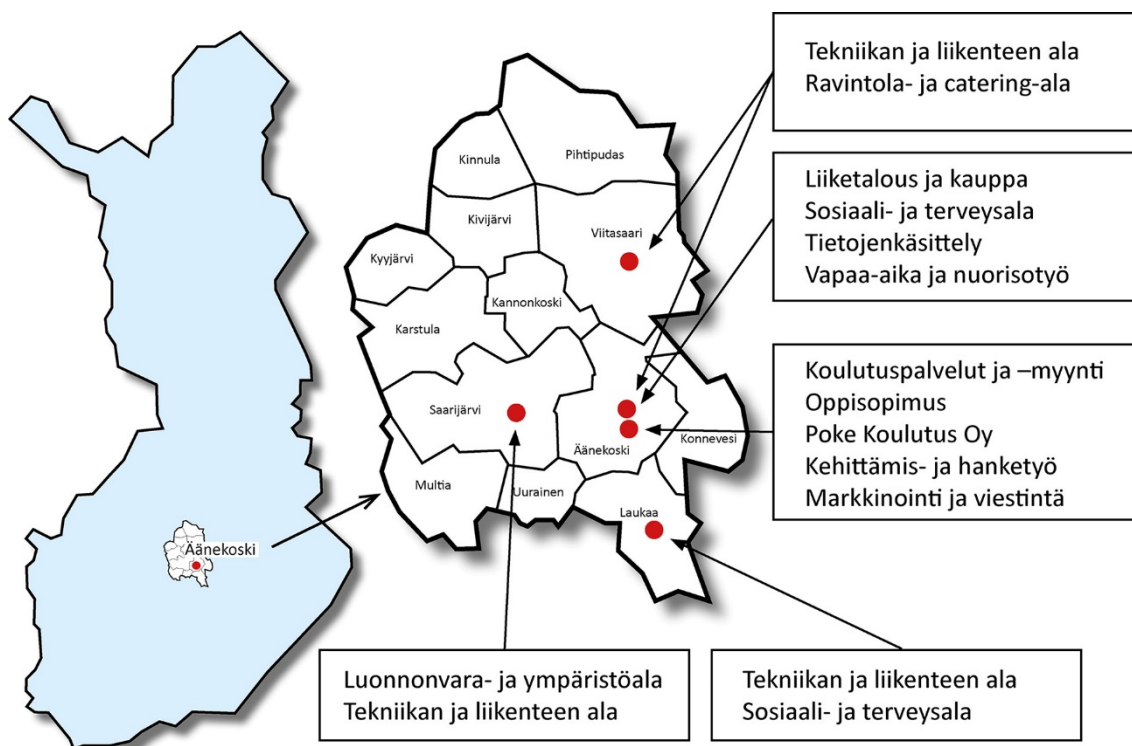 Tekniikan ja liikenteen ala
Ravintola- ja catering-ala
Liiketalous ja kauppa
Sosiaali- ja terveysala
Tietojenkäsittely
Vapaa-aika ja nuorisotyö
Koulutuspalvelut ja –myynti
Oppisopimus
Poke Koulutus Oy
Kehittämis- ja hanketyö
Markkinointi ja viestintä
Kinnula
Pihtipudas
Kivijärvi
Viitasaari
Kyyjärvi
Kannonkoski
Karstula
Saarijärvi
Äänekoski
Konnevesi
Multia
Uurainen
Laukaa
Äänekoski
Luonnonvara- ja ympäristöala
Tekniikan ja liikenteen ala
Tekniikan ja liikenteen ala
Sosiaali- ja terveysala